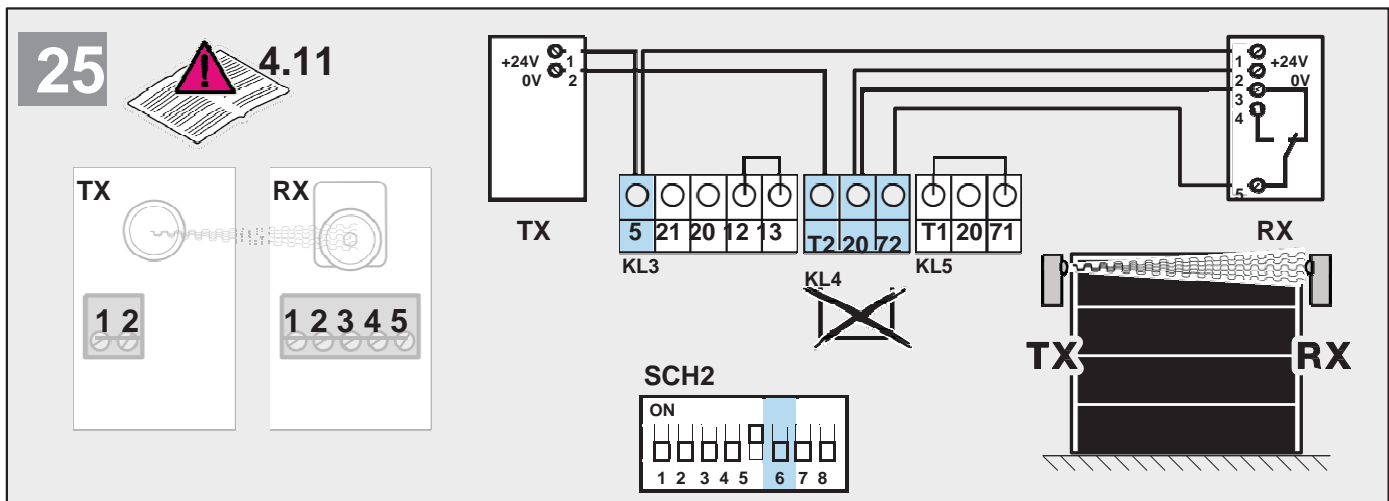 25
4.11
TX
RX
1 2
1 2 3 4 5
+24V 1
0V 2
TX
5 21 20 12 13
KL3
T2 20 72
KL4
T1 20 71
KL5
1 +24V
2 0V
3
4
5
RX
TX
RX
SCH2
ON
1 2 3 4 5 6 7 8